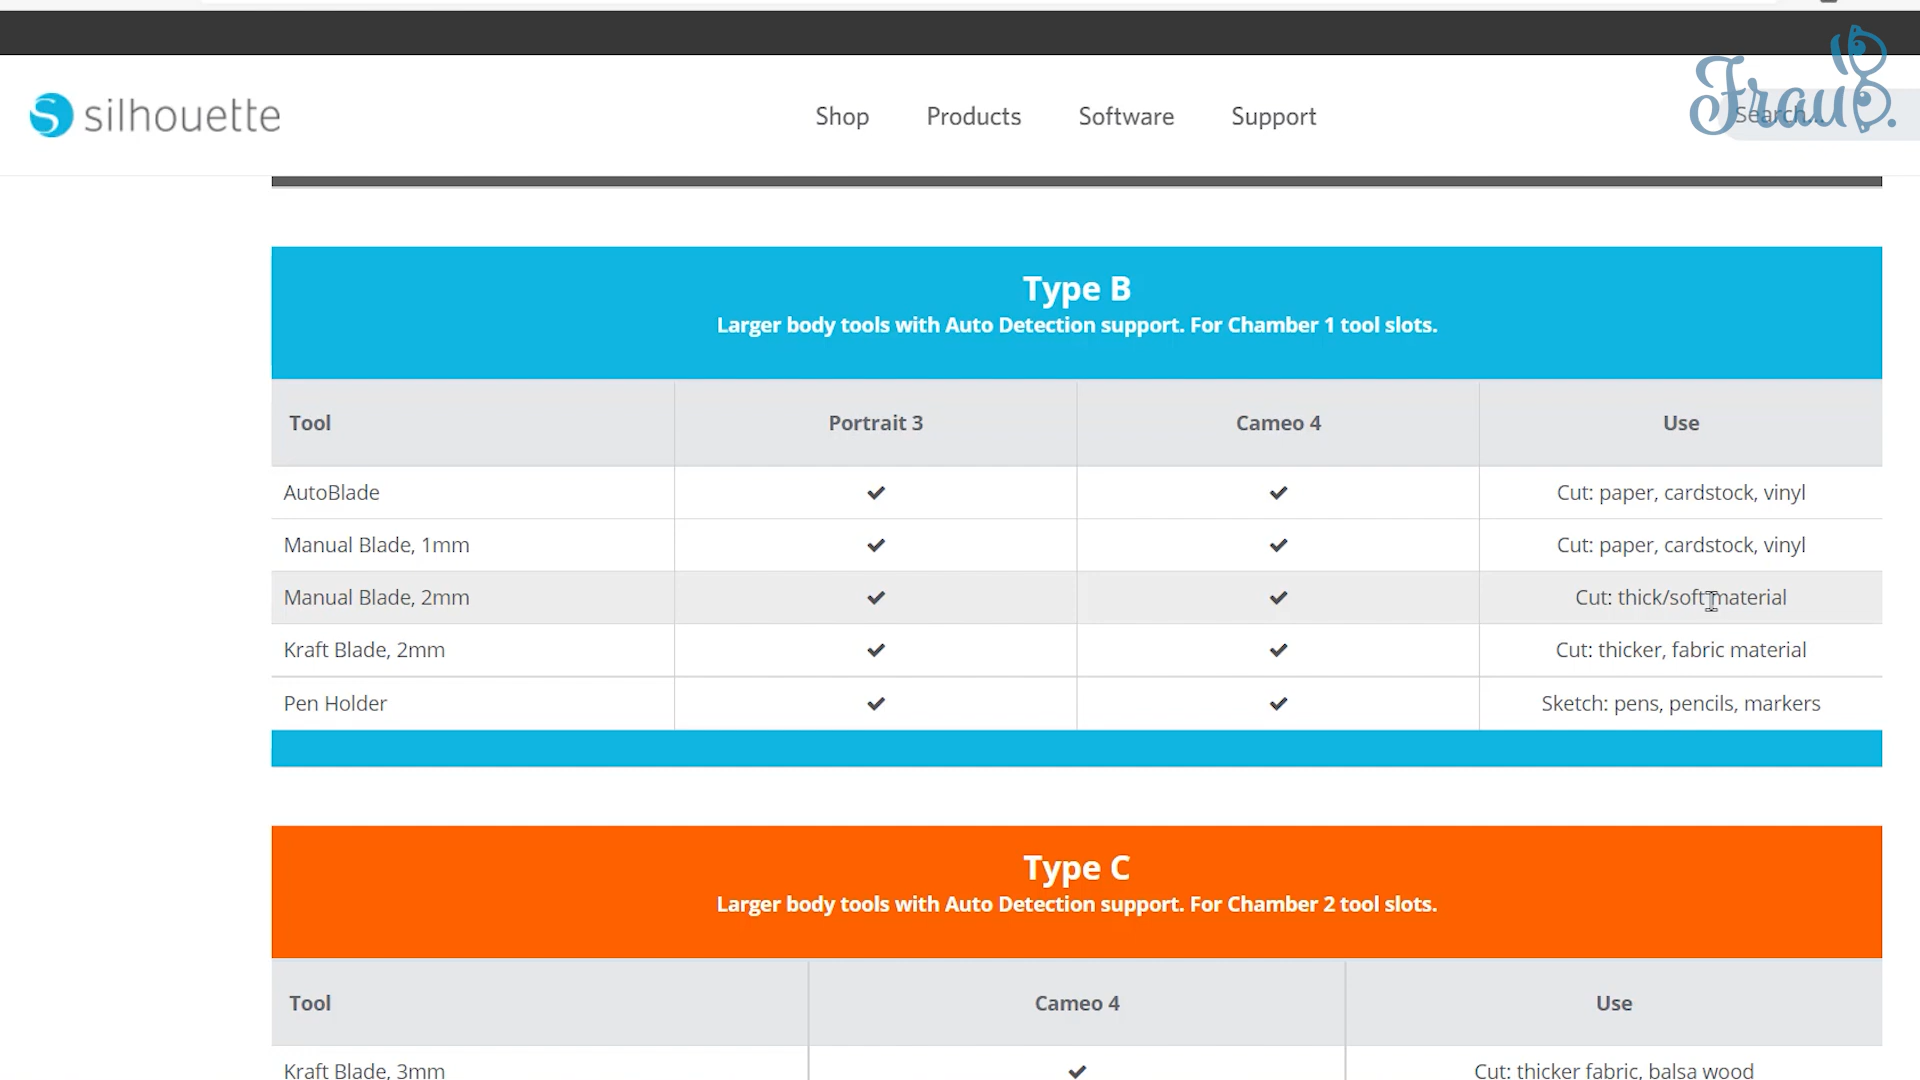 silhouette
Shop Products Software Support
Search...
Frau B.
Type B
Larger body tools with Auto Detection support. For Chamber 1 tool slots.
Tool Portrait 3 Cameo 4 Use
AutoBlade ✔ ✔ Cut: paper, cardstock, vinyl
Manual Blade, 1mm ✔ ✔ Cut: paper, cardstock, vinyl
Manual Blade, 2mm ✔ ✔ Cut: thick/soft material
Kraft Blade, 2mm ✔ ✔ Cut: thicker, fabric material
Pen Holder ✔ ✔ Sketch: pens, pencils, markers
Type C
Larger body tools with Auto Detection support. For Chamber 2 tool slots.
Tool Cameo 4 Use
Kraft Blade, 3mm ✔ Cut: thicker fabric, balsa wood